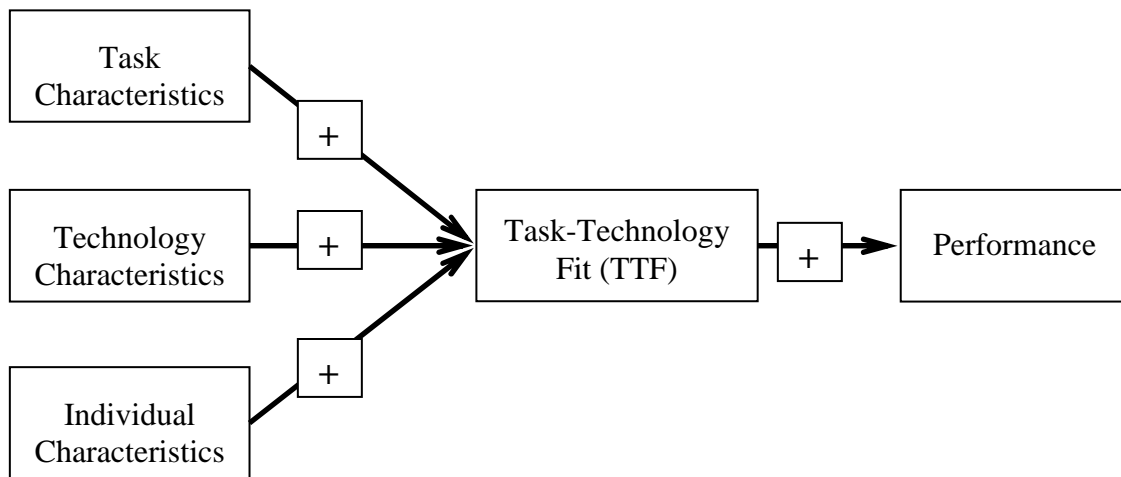 Task
Characteristics
+
Technology
Characteristics
+
Individual
Characteristics
+
Task-Technology
Fit (TTF)
+
Performance